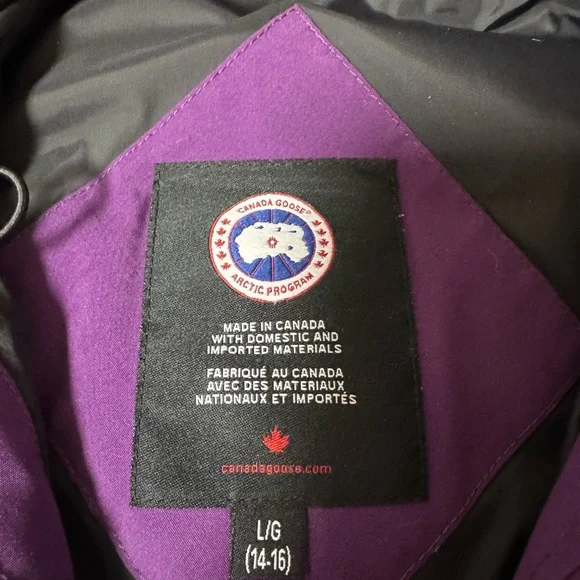 CANADA GOOSE®
ARCTIC PROGRAM
MADE IN CANADA
WITH DOMESTIC AND
IMPORTED MATERIALS
FABRIQUÉ AU CANADA
AVEC DES MATERIAUX
NATIONAUX ET IMPORTÉS
canadagoose.com
L/G
(14-16)